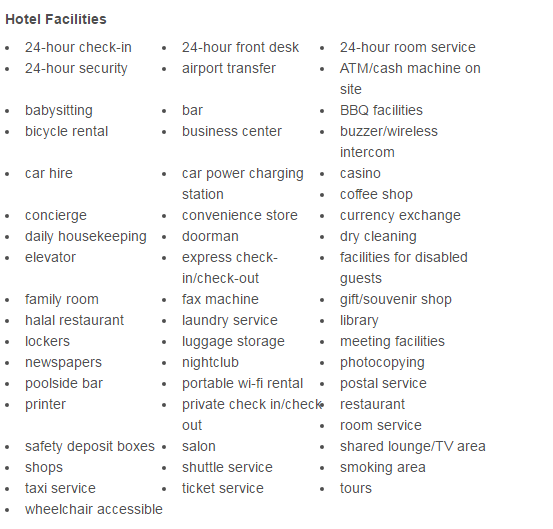 Hotel Facilities
24-hour check-in
24-hour front desk
24-hour room service
24-hour security
airport transfer
ATM/cash machine on
site
babysitting
bar
BBQ facilities
bicycle rental
business center
buzzer/wireless
intercom
car hire
car power charging
station
casino
coffee shop
concierge
convenience store
currency exchange
daily housekeeping
doorman
dry cleaning
elevator
express check-
in/check-out
facilities for disabled
guests
family room
fax machine
gift/souvenir shop
halal restaurant
laundry service
library
lockers
luggage storage
meeting facilities
newspapers
nightclub
photocopying
poolside bar
portable wi-fi rental
postal service
printer
private check in/check
out
restaurant
room service
safety deposit boxes
salon
shared lounge/TV area
shops
shuttle service
smoking area
taxi service
ticket service
tours
wheelchair accessible